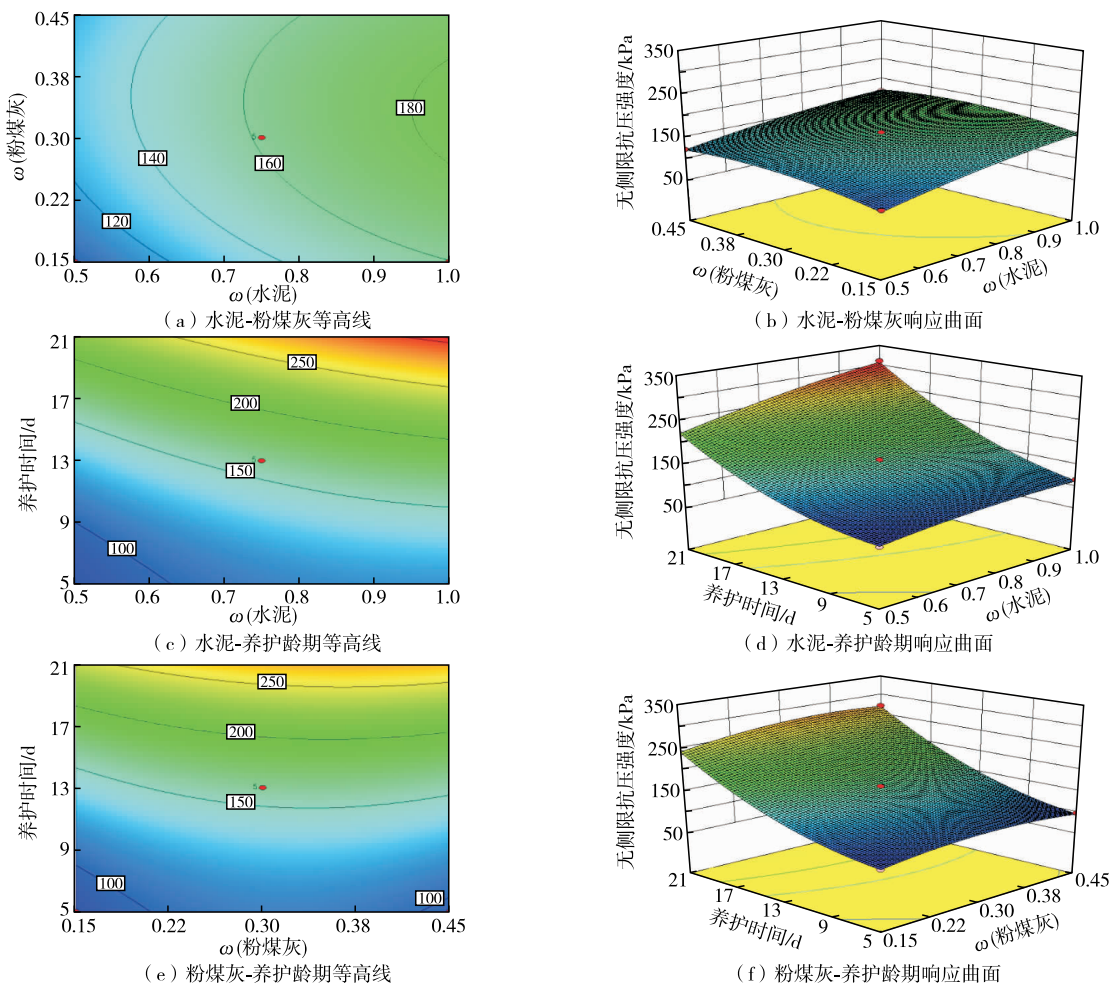 0.45
0.38
0.30
0.22
0.15
ω(粉煤灰)
180
160
140
120
5
0.5 0.6 0.7 0.8 0.9 1.0
ω(水泥)
(a)水泥-粉煤灰等高线
无侧限抗压强度/kPa
350
250
150
50
0.45 0.38 0.30 0.22 0.15
ω(粉煤灰)
0.5 0.6 0.7 0.8 0.9 1.0
ω(水泥)
(b)水泥-粉煤灰响应曲面
21
17
13
9
5
养护时间/d
250
200
150
100
5
0.5 0.6 0.7 0.8 0.9 1.0
ω(水泥)
(c)水泥-养护龄期等高线
无侧限抗压强度/kPa
350
250
150
50
21 17 13 9 5
养护时间/d
0.5 0.6 0.7 0.8 0.9 1.0
ω(水泥)
(d)水泥-养护龄期响应曲面
21
17
13
9
5
养护时间/d
250
200
150
100
100
5
0.15 0.22 0.30 0.38 0.45
ω(粉煤灰)
(e)粉煤灰-养护龄期等高线
无侧限抗压强度/kPa
350
250
150
50
21 17 13 9 5
养护时间/d
0.15 0.22 0.30 0.38 0.45
ω(粉煤灰)
(f)粉煤灰-养护龄期响应曲面